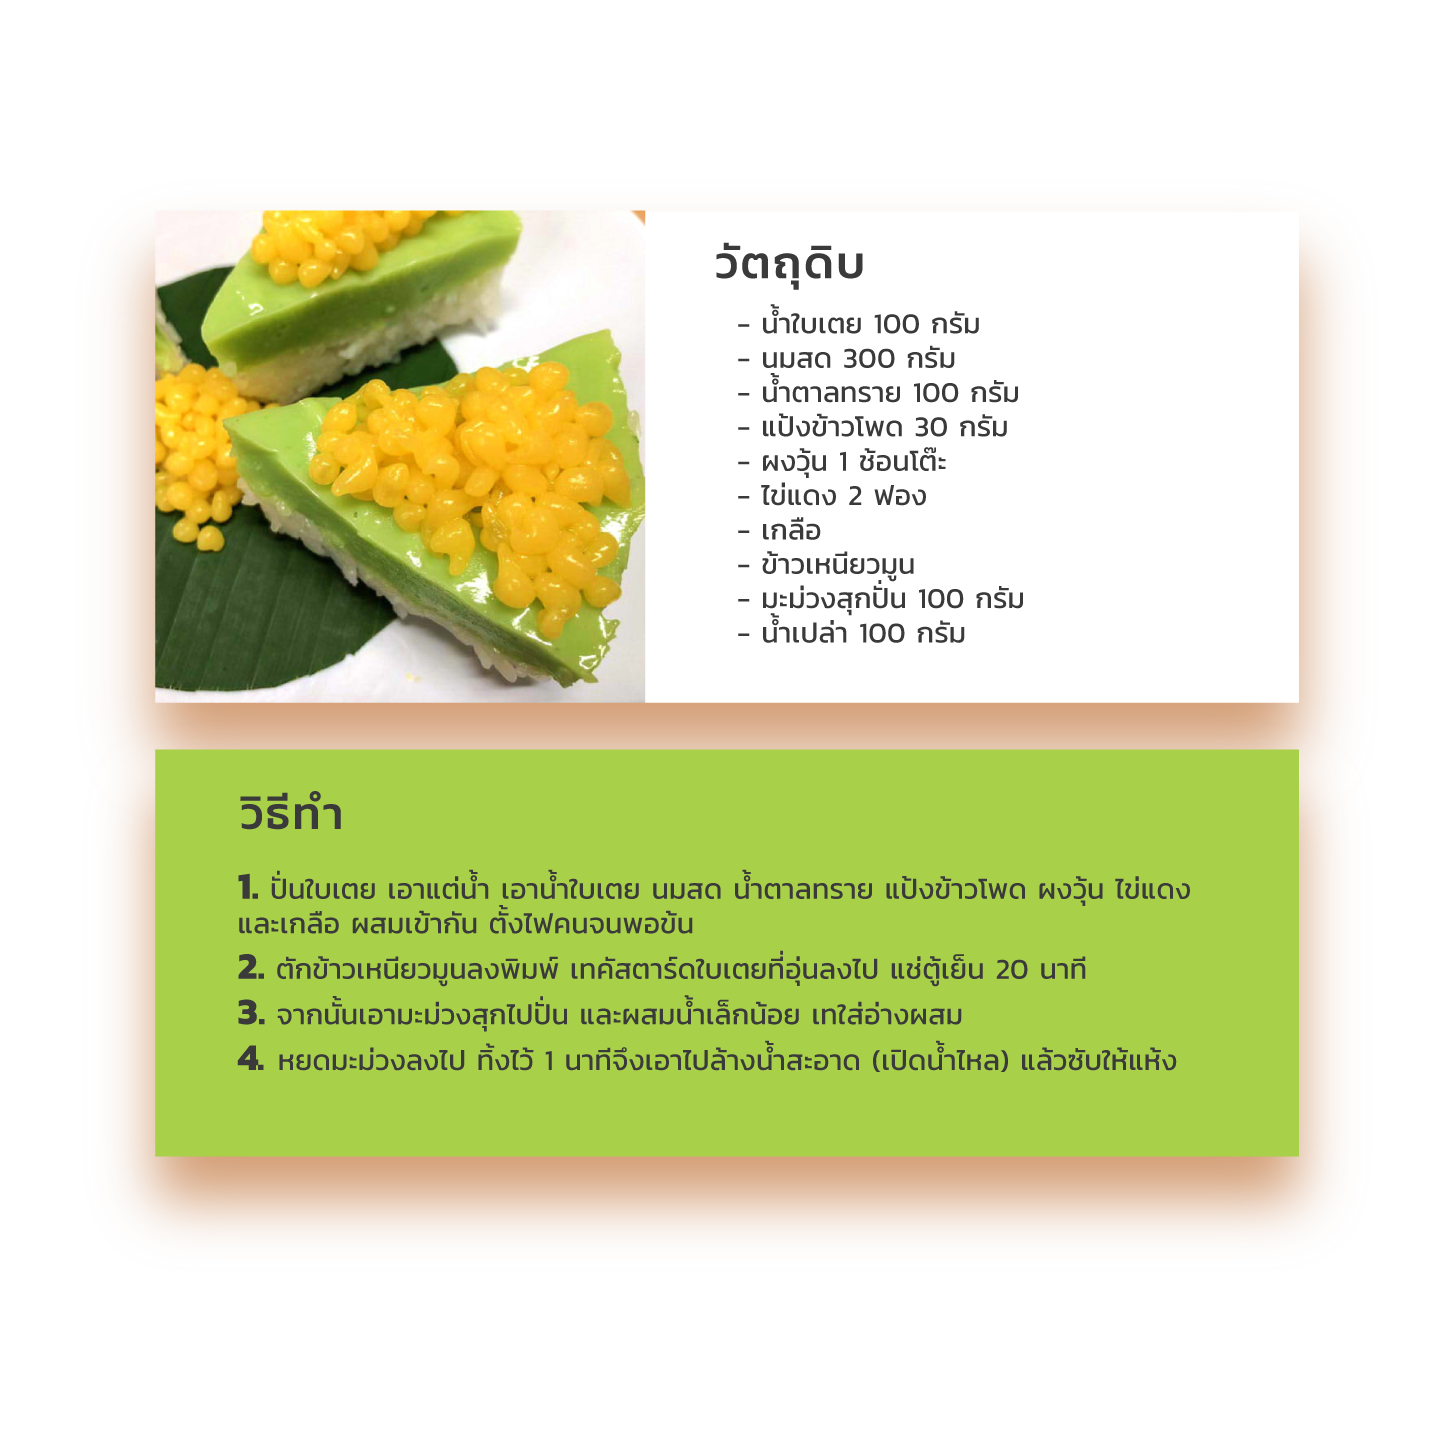 วัตถุดิบ
- น้ำใบเตย 100 กรัม
- นมสด 300 กรัม
- น้ำตาลทราย 100 กรัม
- แป้งข้าวโพด 30 กรัม
- ผงวุ้น 1 ช้อนโต๊ะ
- ไข่แดง 2 ฟอง
- เกลือ
- ข้าวเหนียวมูน
- มะม่วงสุกปั่น 100 กรัม
- น้ำเปล่า 100 กรัม
วิธีทำ
1. ปั่นใบเตย เอาแต่น้ำ เอาน้ำใบเตย นมสด น้ำตาลทราย แป้งข้าวโพด ผงวุ้น ไข่แดง
และเกลือ ผสมเข้ากัน ตั้งไฟคนจนพอข้น
2. ตักข้าวเหนียวมูนลงพิมพ์ เทคัสตาร์ดใบเตยที่อุ่นลงไป แช่ตู้เย็น 20 นาที
3. จากนั้นเอามะม่วงสุกไปปั่น และผสมน้ำเล็กน้อย เทใส่อ่างผสม
4. หยดมะม่วงลงไป ทิ้งไว้ 1 นาทีจึงเอาไปล้างน้ำสะอาด (เปิดน้ำไหล) แล้วซับให้แห้ง